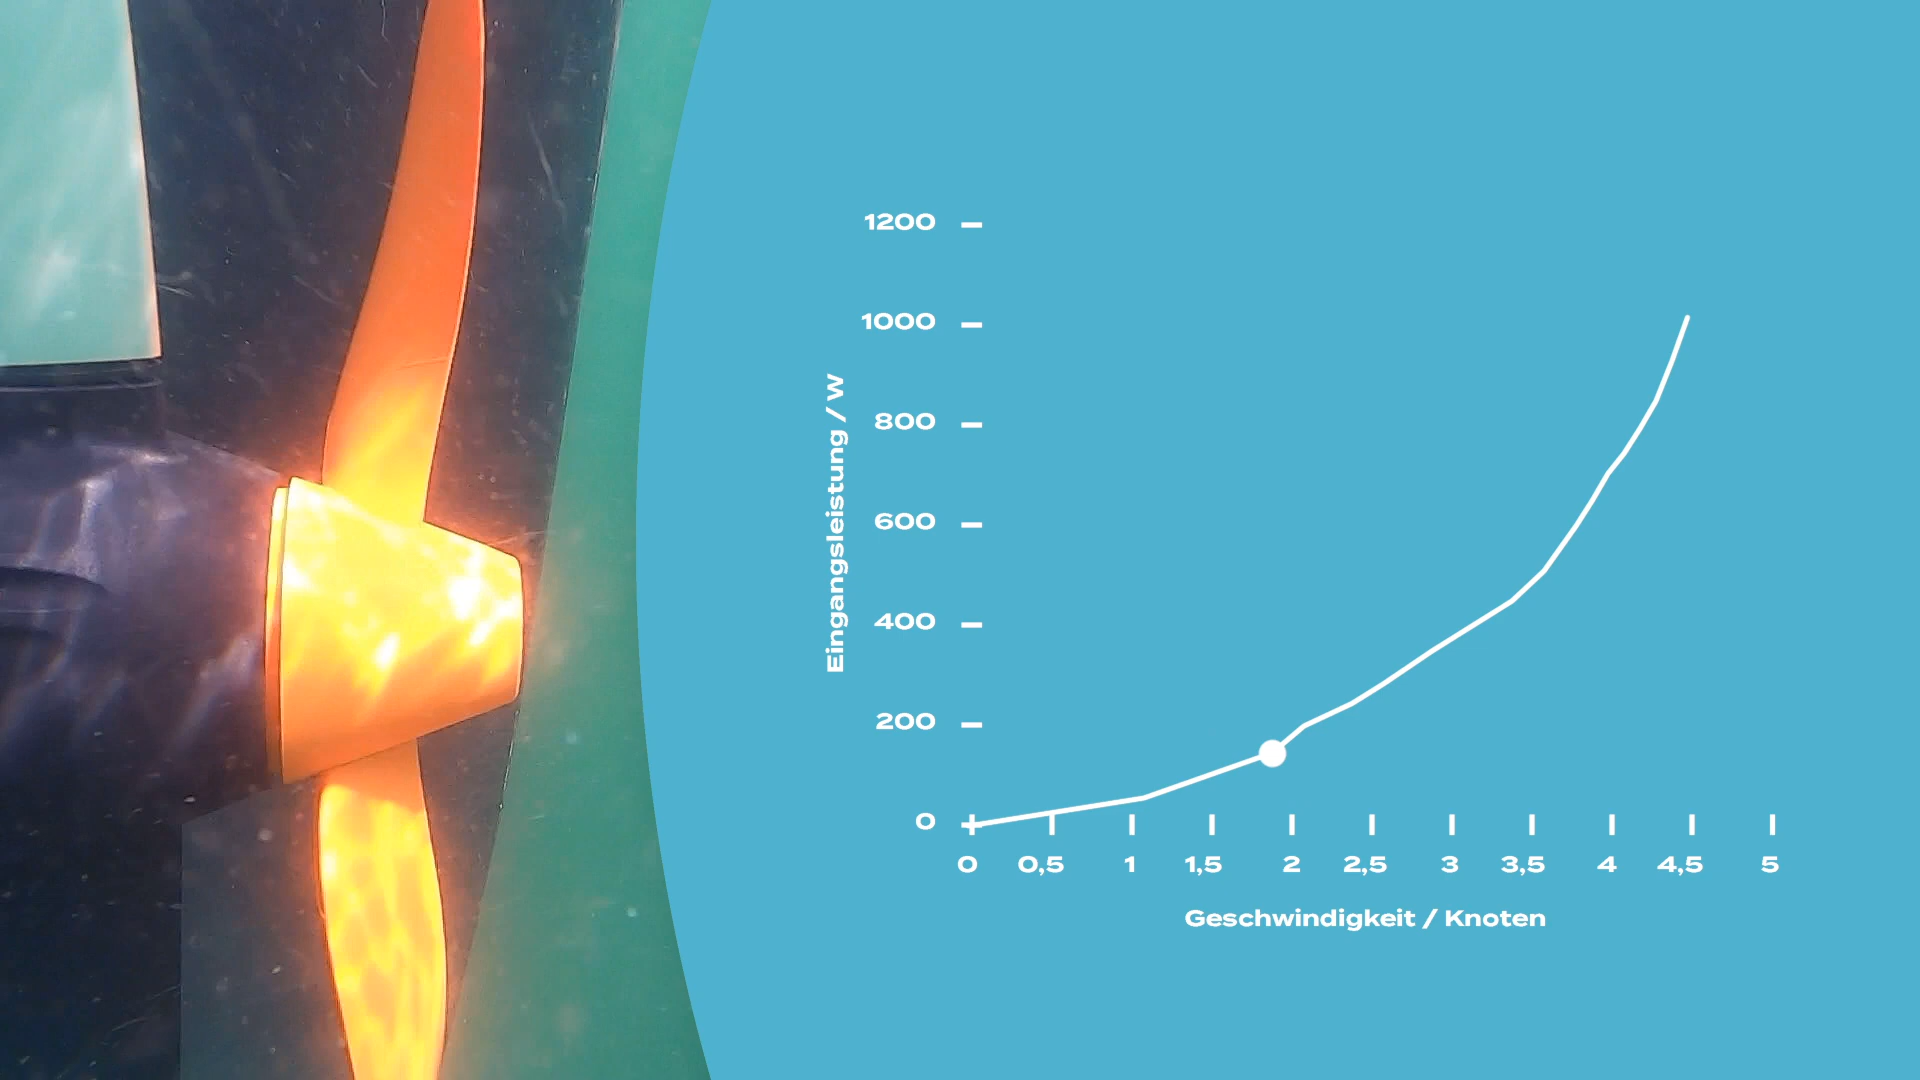 1200
1000
800
600
400
200
0
Eingangsleistung / W
0 0,5 1 1,5 2 2,5 3 3,5 4 4,5 5
Geschwindigkeit / Knoten